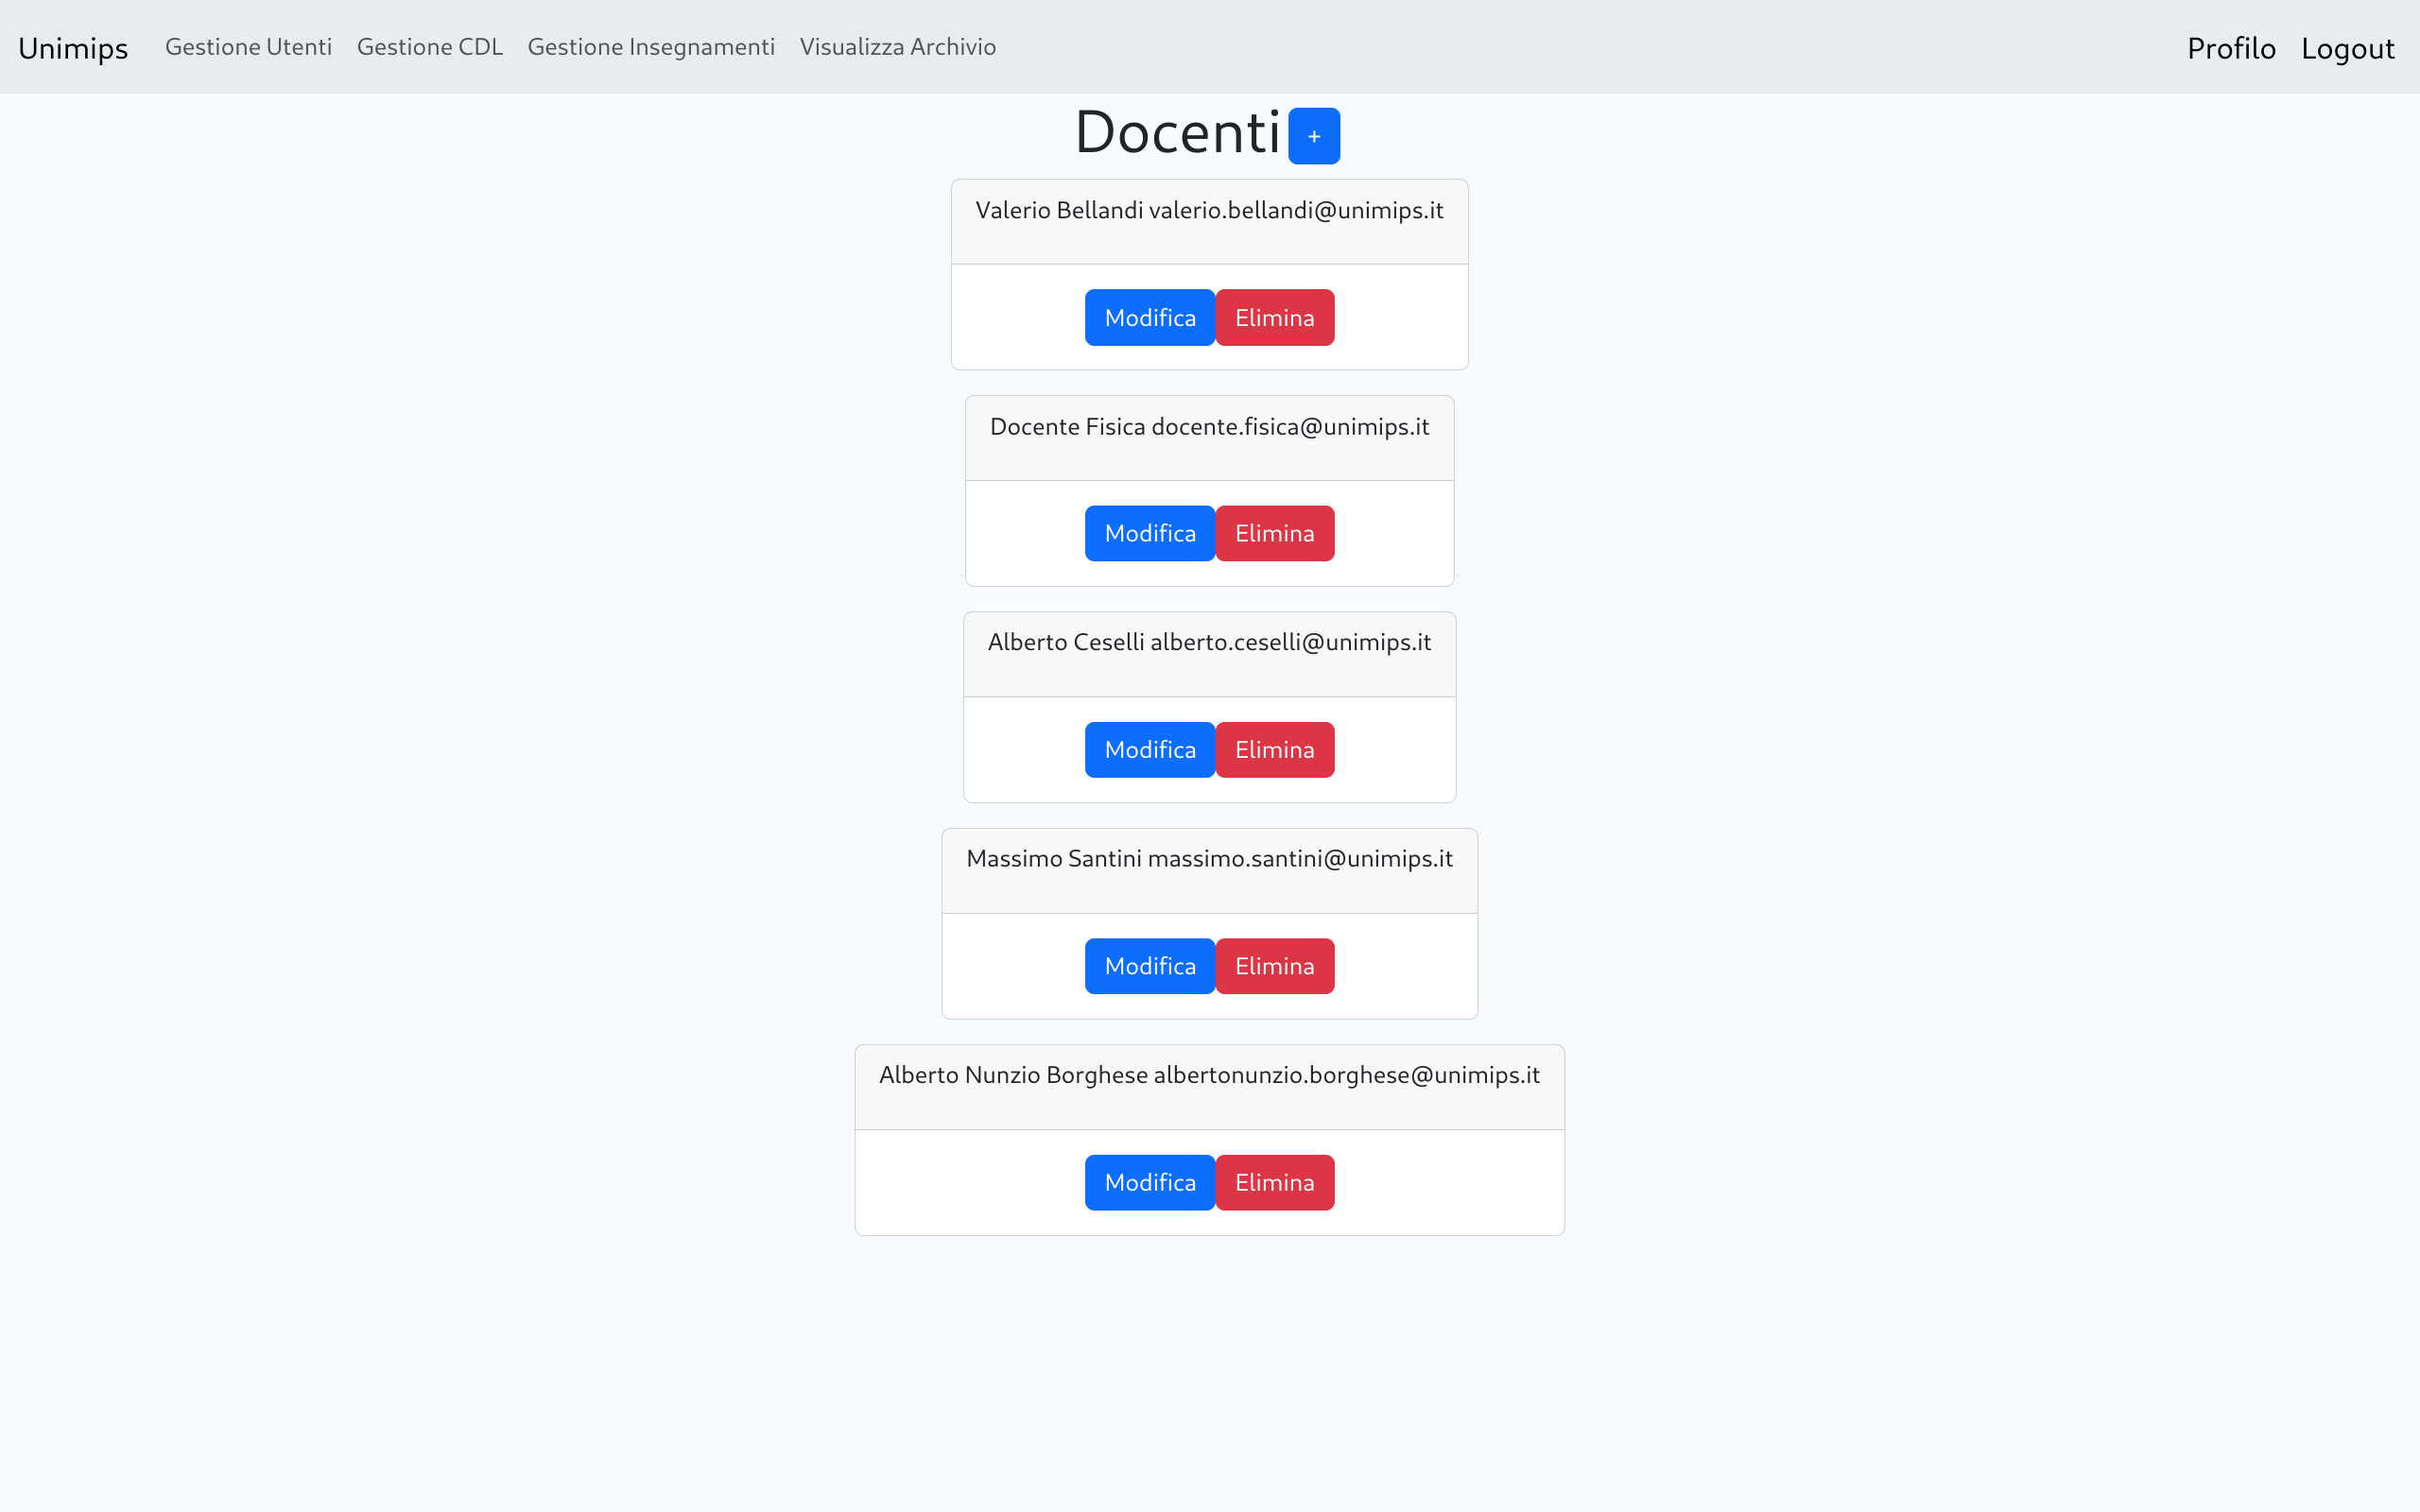 Unimips Gestione Utenti Gestione CDL Gestione Insegnamenti Visualizza Archivio Profilo Logout
Docenti +
Valerio Bellandi valerio.bellandi@unimips.it
Modifica Elimina
Docente Fisica docente.fisica@unimips.it
Modifica Elimina
Alberto Ceselli alberto.ceselli@unimips.it
Modifica Elimina
Massimo Santini massimo.santini@unimips.it
Modifica Elimina
Alberto Nunzio Borghese albertonunzio.borghese@unimips.it
Modifica Elimina